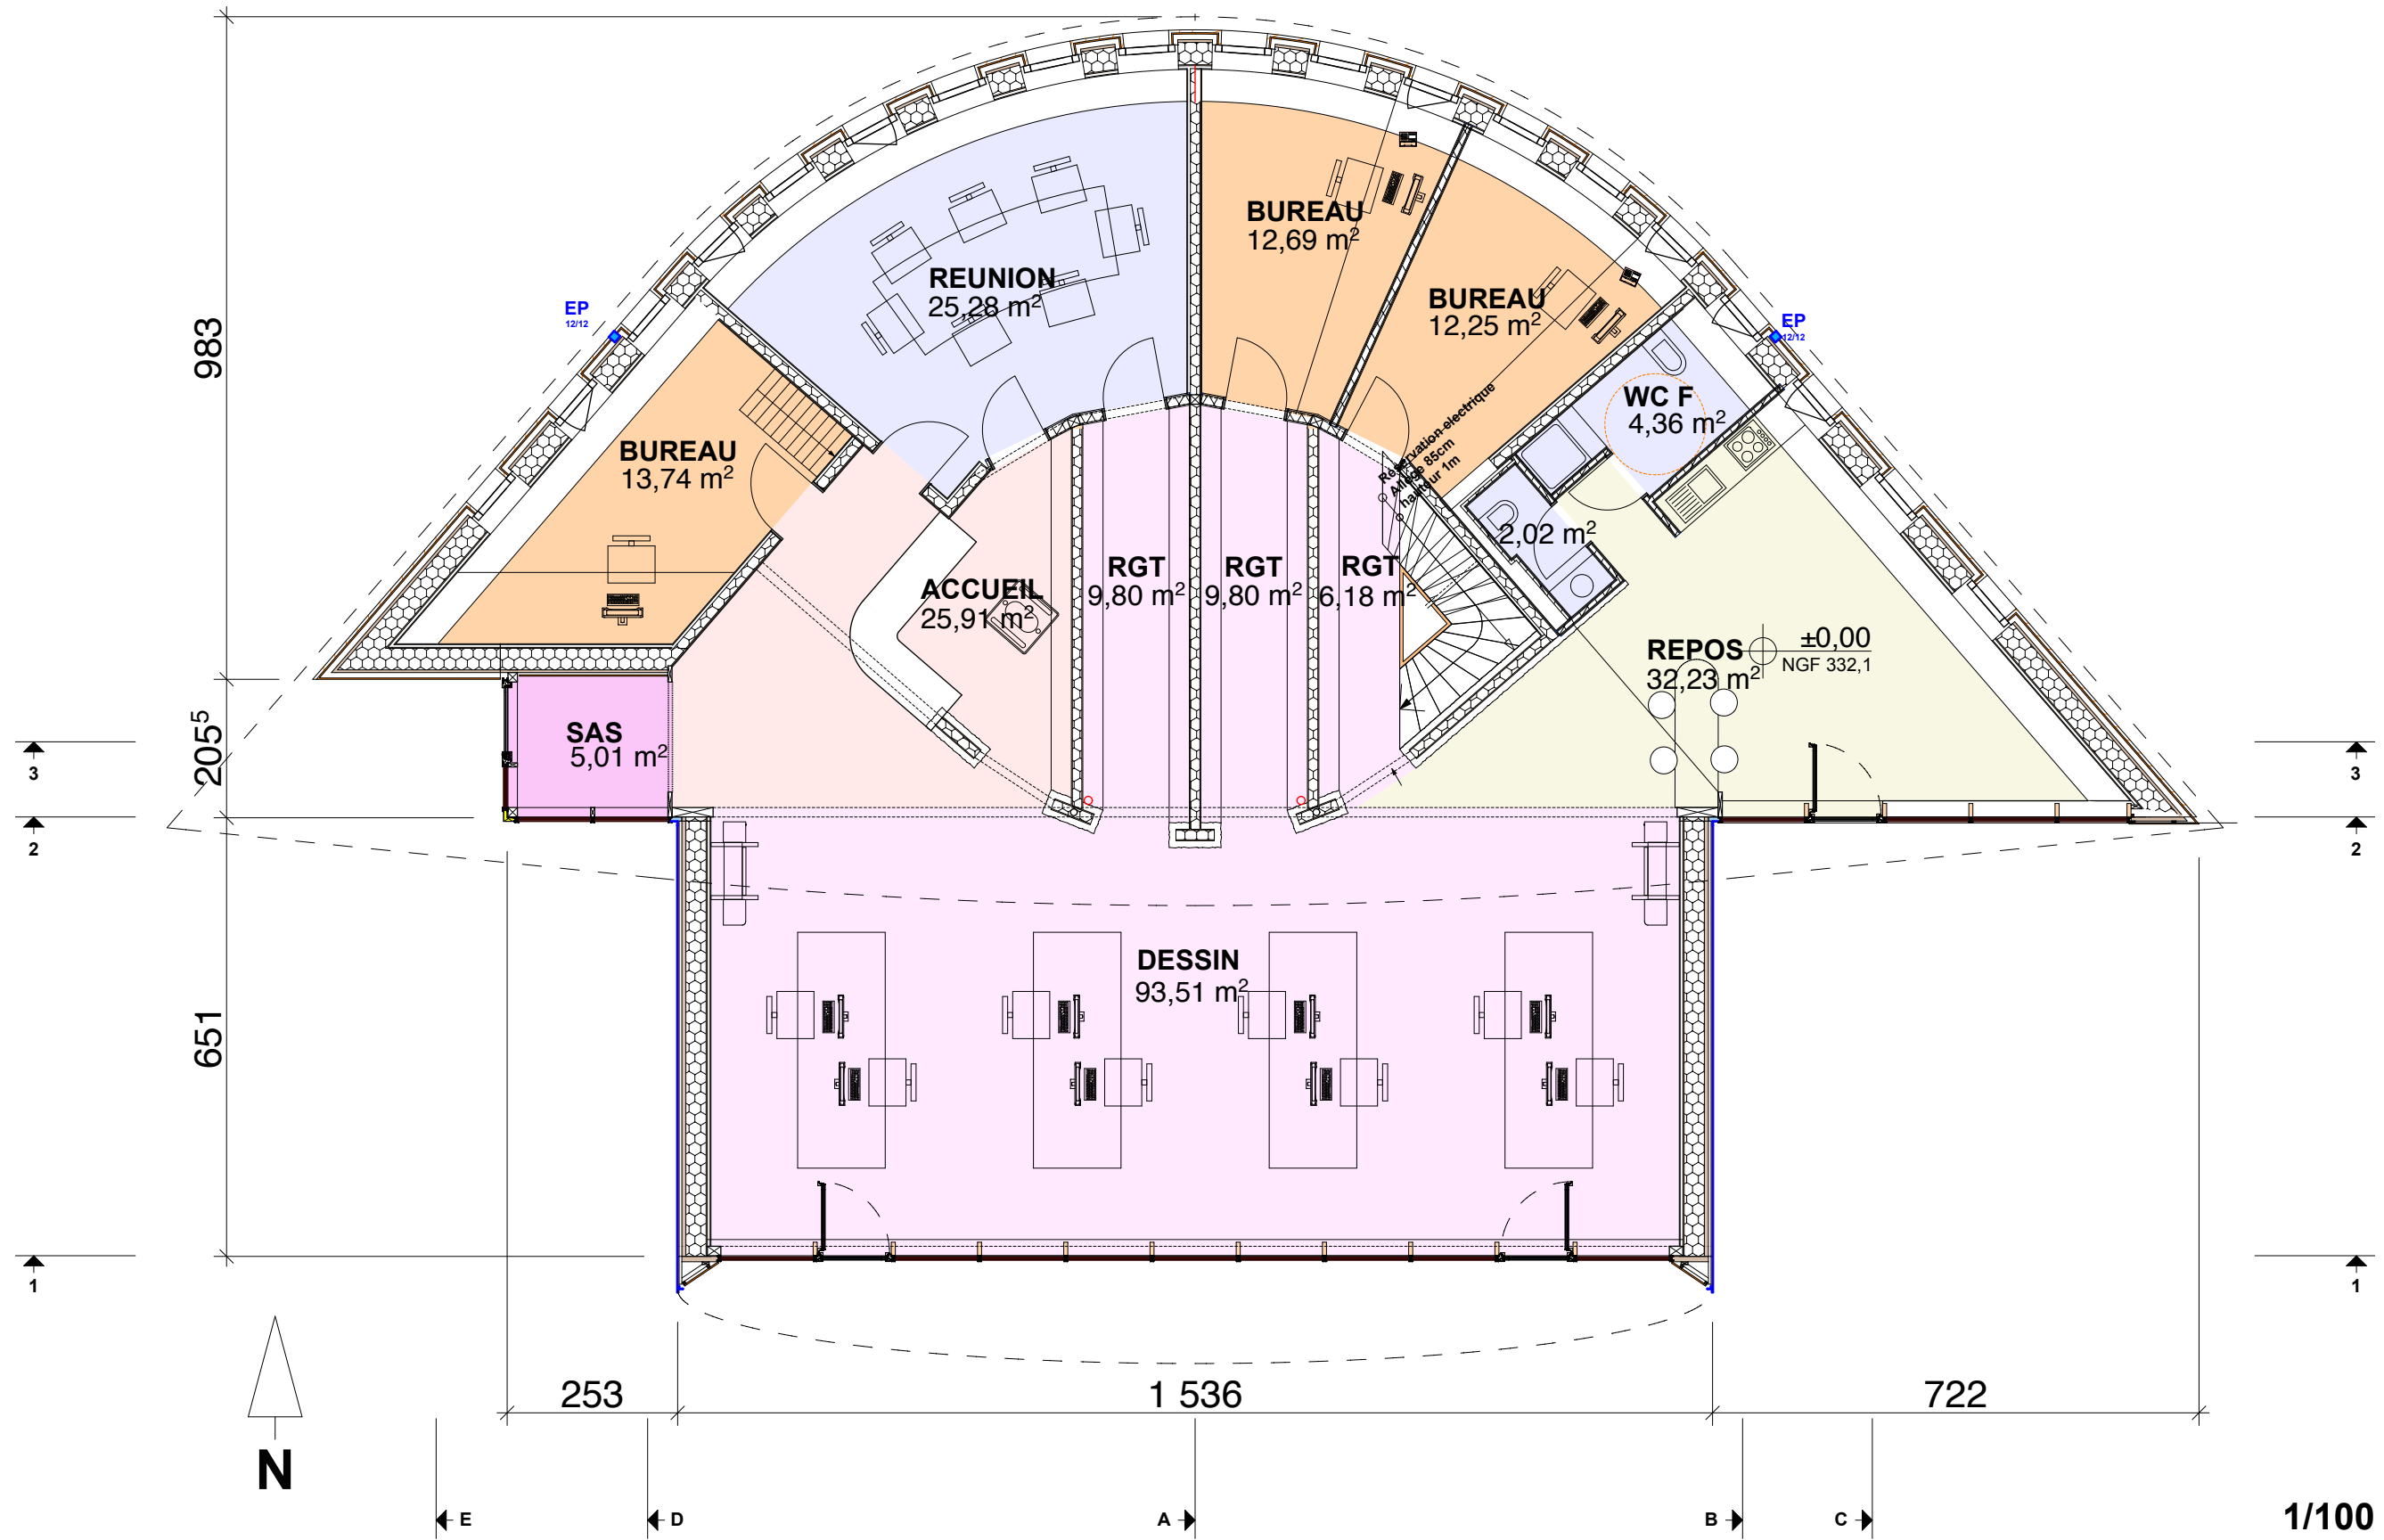 BUREAU
12,69 m²
REUNION
25,28 m²
BUREAU
12,25 m²
EP
12/12
EP
12/12
983
WC F
4,36 m²
Réservation electrique
Allège 85cm
hauteur 1m
BUREAU
13,74 m²
2,02 m²
ACCUEIL
25,91 m²
RGT
9,80 m²
RGT
9,80 m²
RGT
6,18 m²
REPOS
32,23 m²
±0,00
NGF 332,1
SAS
5,01 m²
205⁵
3
3
2
2
DESSIN
93,51 m²
651
1
1
253
1 536
722
N
E
D
A
B
C
1/100